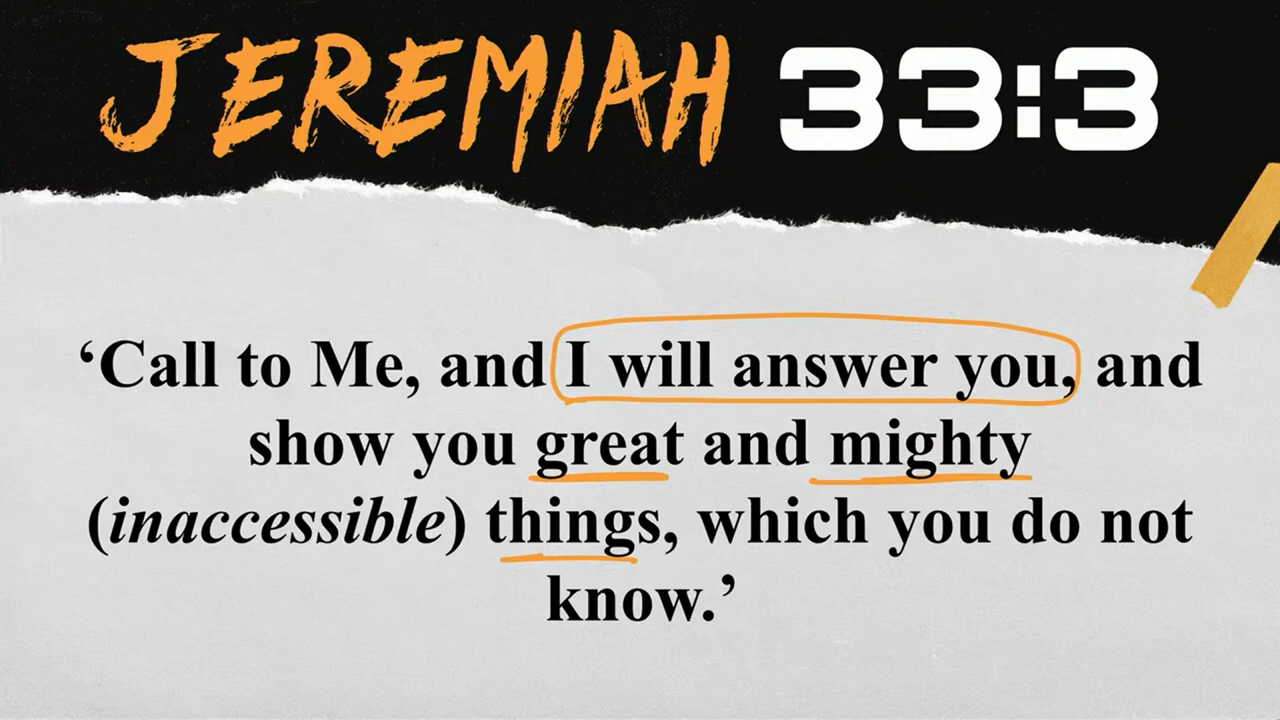 JEREMIAH 33:3
‘Call to Me, and I will answer you, and
show you great and mighty
(inaccessible) things, which you do not
know.’